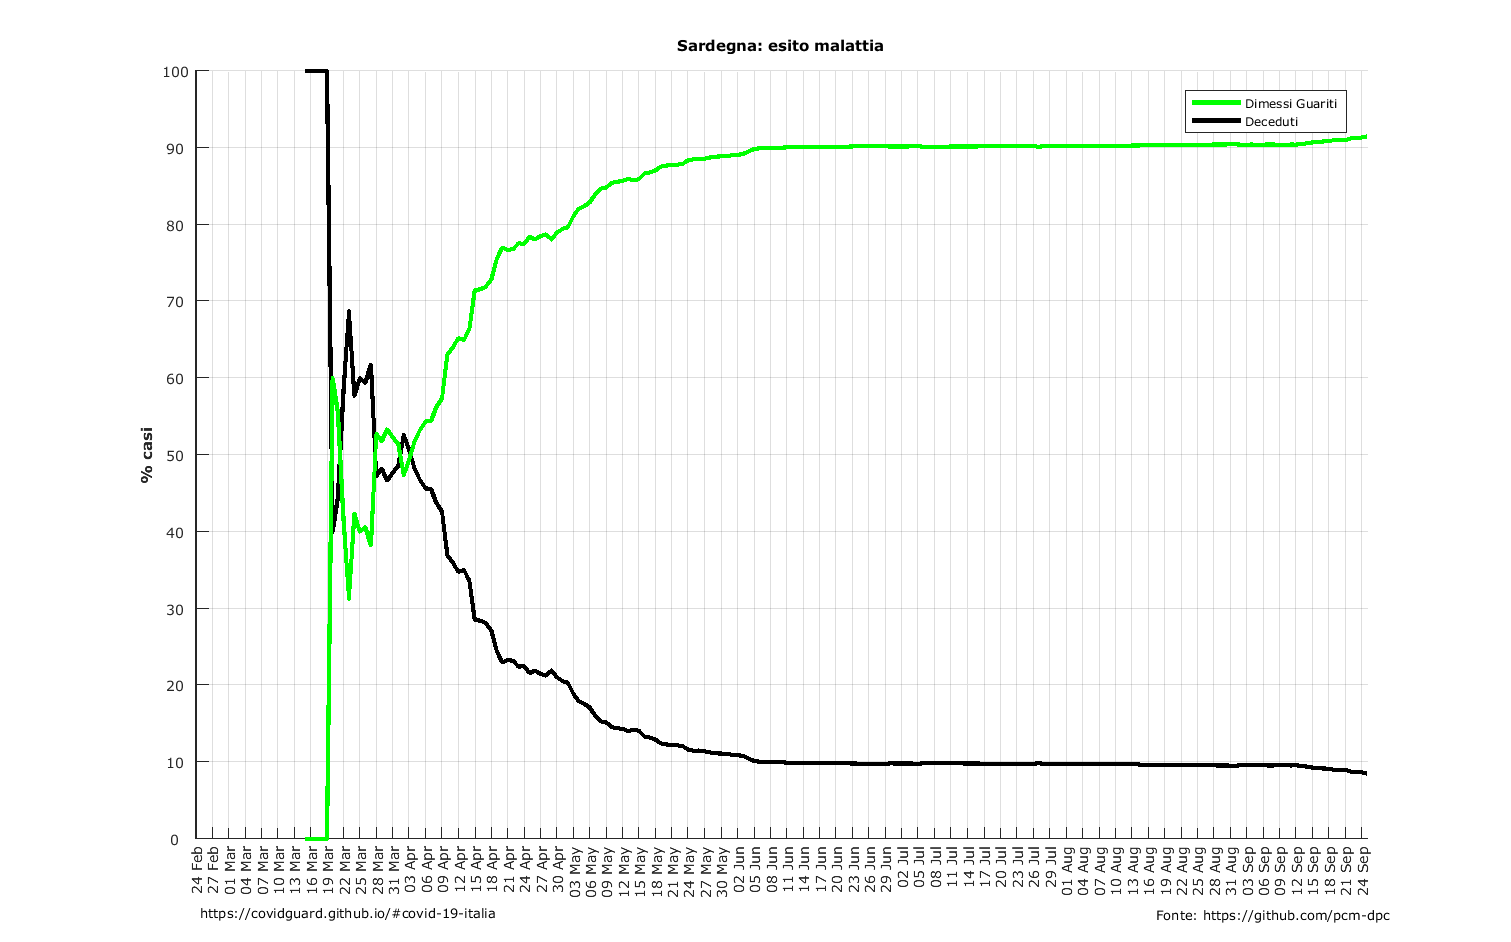 Sardegna: esito malattia
100
90
80
70
60
50
40
30
20
10
0
% casi
Dimessi Guariti
Deceduti
24 Feb
27 Feb
01 Mar
04 Mar
07 Mar
10 Mar
13 Mar
16 Mar
19 Mar
22 Mar
25 Mar
28 Mar
31 Mar
03 Apr
06 Apr
09 Apr
12 Apr
15 Apr
18 Apr
21 Apr
24 Apr
27 Apr
30 Apr
03 May
06 May
09 May
12 May
15 May
18 May
21 May
24 May
27 May
30 May
02 Jun
05 Jun
08 Jun
11 Jun
14 Jun
17 Jun
20 Jun
23 Jun
26 Jun
29 Jun
02 Jul
05 Jul
08 Jul
11 Jul
14 Jul
17 Jul
20 Jul
23 Jul
26 Jul
29 Jul
01 Aug
04 Aug
07 Aug
10 Aug
13 Aug
16 Aug
19 Aug
22 Aug
25 Aug
28 Aug
31 Aug
03 Sep
06 Sep
09 Sep
12 Sep
15 Sep
18 Sep
21 Sep
24 Sep
https://covidguard.github.io/#covid-19-italia
Fonte: https://github.com/pcm-dpc